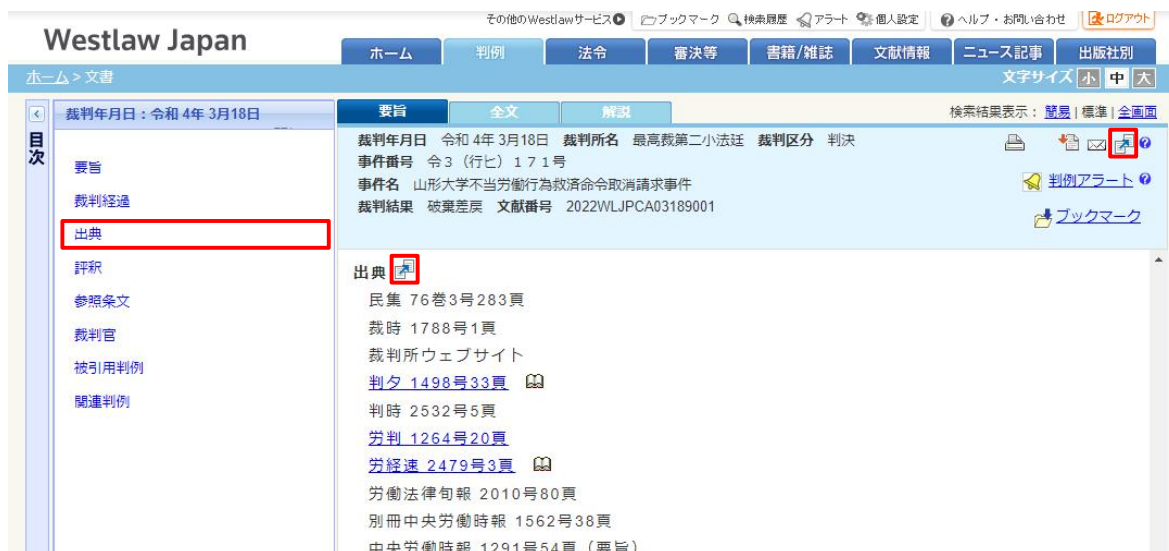 その他のWestlawサービス ブックマーク 検索履歴 アラート 個人設定 ヘルプ・お問い合わせ ログアウト
Westlaw Japan
ホーム 判例 法令 審決等 書籍/雑誌 文献情報 ニュース記事 出版社別
ホーム > 文書 文字サイズ 小 中 大
目次
裁判年月日：令和 4年 3月18日
要旨
裁判経過
出典
評釈
参照条文
裁判官
被引用判例
関連判例
要旨 全文 解説 検索結果表示： 簡易 | 標準 | 全画面
裁判年月日 令和 4年 3月18日 裁判所名 最高裁第二小法廷 裁判区分 判決
事件番号 令3（行ヒ）171号
事件名 山形大学不当労働行為救済命令取消請求事件
裁判結果 破棄差戻 文献番号 2022WLJPCA03189001
判例アラート
ブックマーク
出典
民集 76巻3号283頁
裁時 1788号1頁
裁判所ウェブサイト
判タ 1498号33頁
判時 2532号5頁
労判 1264号20頁
労経速 2479号3頁
労働法律旬報 2010号80頁
別冊中央労働時報 1562号38頁
中央労働時報 1291号54頁（要旨）